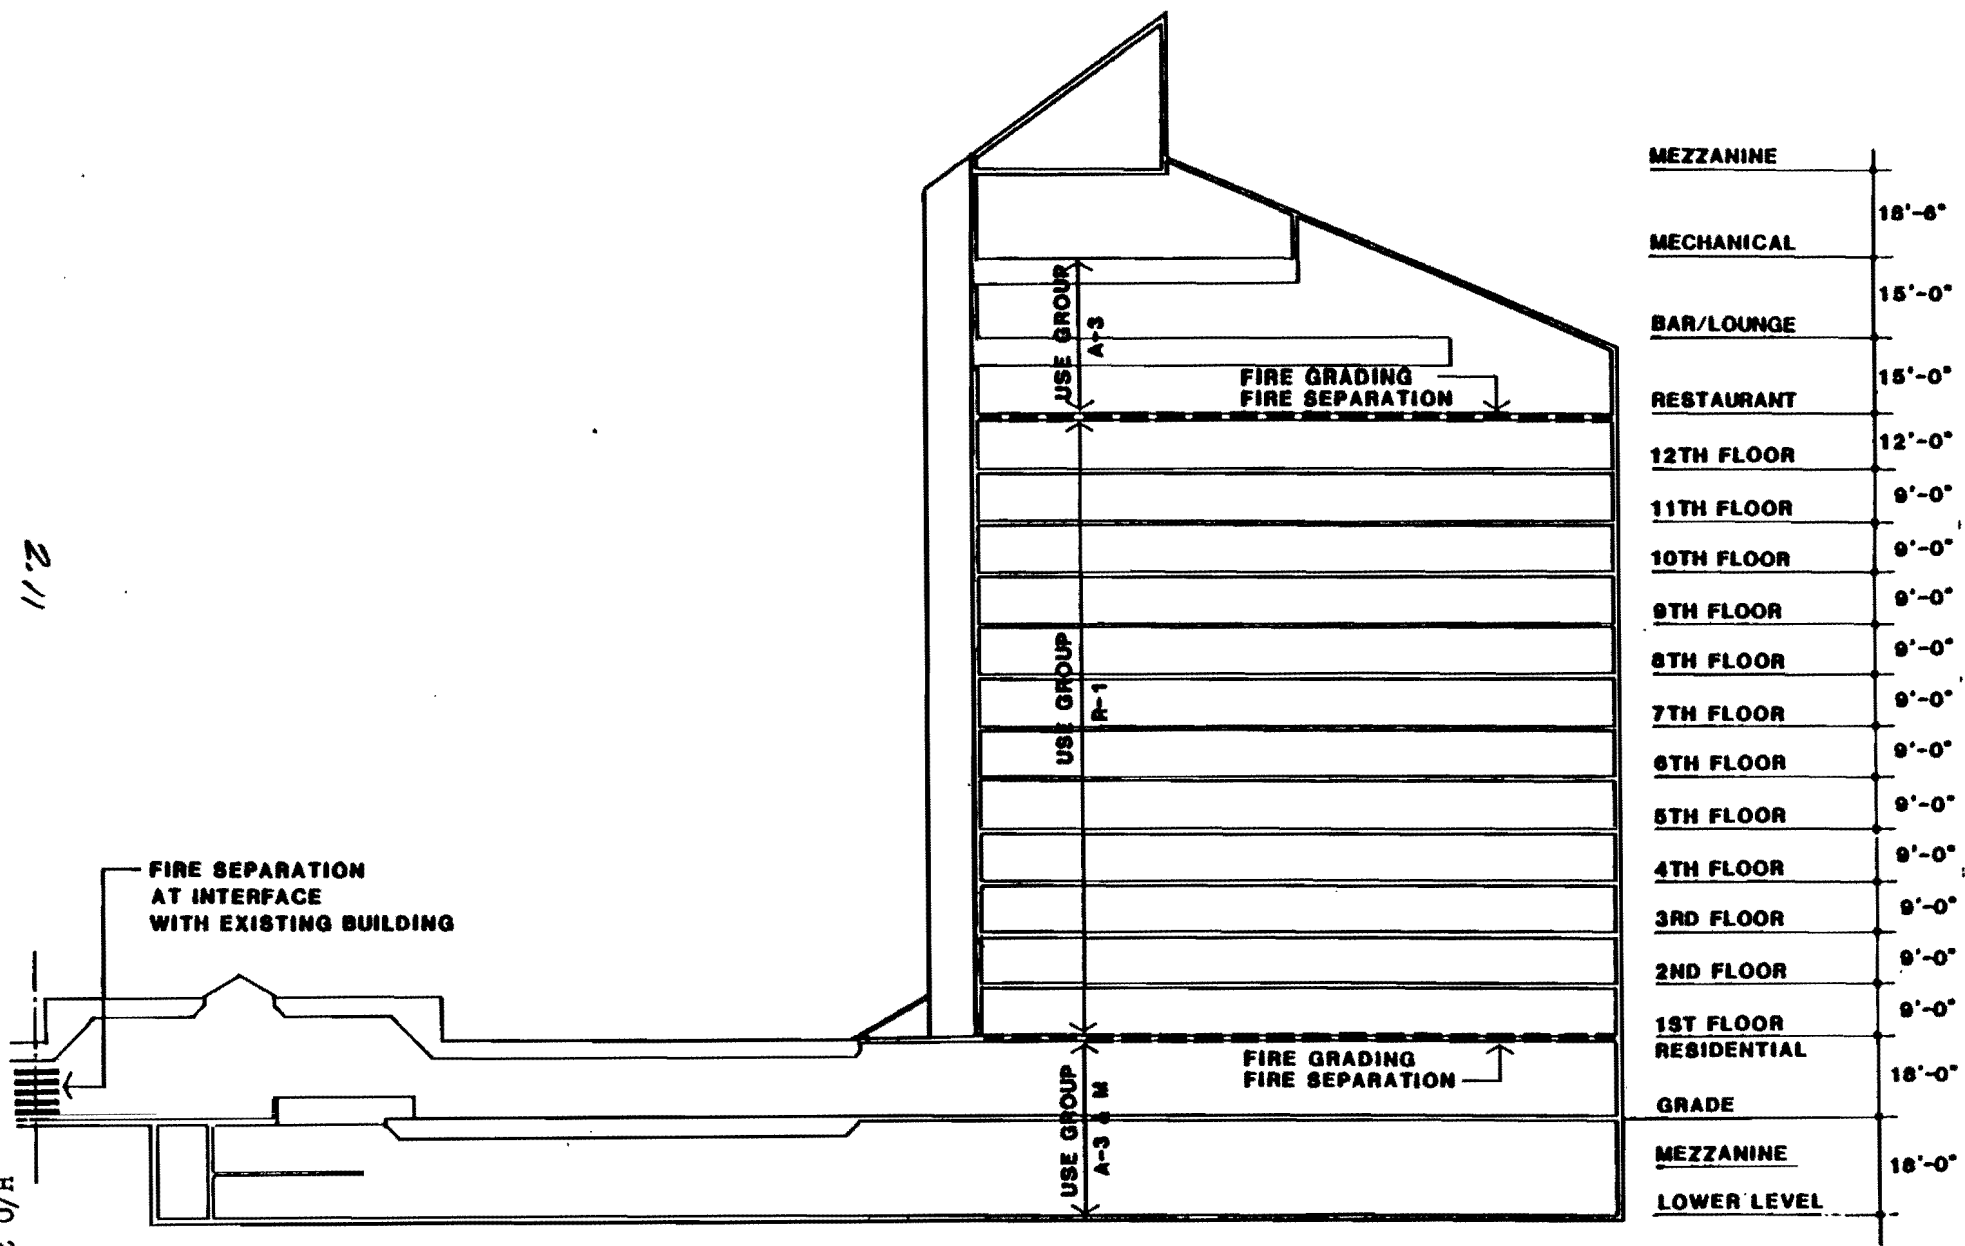 MEZZANINE
18'-6"
MECHANICAL
15'-0"
BAR/LOUNGE
15'-0"
RESTAURANT
12'-0"
12TH FLOOR
9'-0"
11TH FLOOR
9'-0"
10TH FLOOR
9'-0"
9TH FLOOR
9'-0"
8TH FLOOR
9'-0"
7TH FLOOR
9'-0"
6TH FLOOR
9'-0"
5TH FLOOR
9'-0"
4TH FLOOR
9'-0"
3RD FLOOR
9'-0"
2ND FLOOR
9'-0"
1ST FLOOR
RESIDENTIAL
18'-0"
GRADE
MEZZANINE
18'-0"
LOWER LEVEL
USE GROUP
A-3
FIRE GRADING
FIRE SEPARATION
USE GROUP
R-1
FIRE GRADING
FIRE SEPARATION
USE GROUP
A-3 & M
FIRE SEPARATION
AT INTERFACE
WITH EXISTING BUILDING
2.11